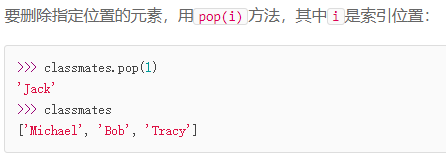 要删除指定位置的元素，用pop(i)方法，其中i是索引位置：
>>> classmates.pop(1)
'Jack'
>>> classmates
['Michael', 'Bob', 'Tracy']